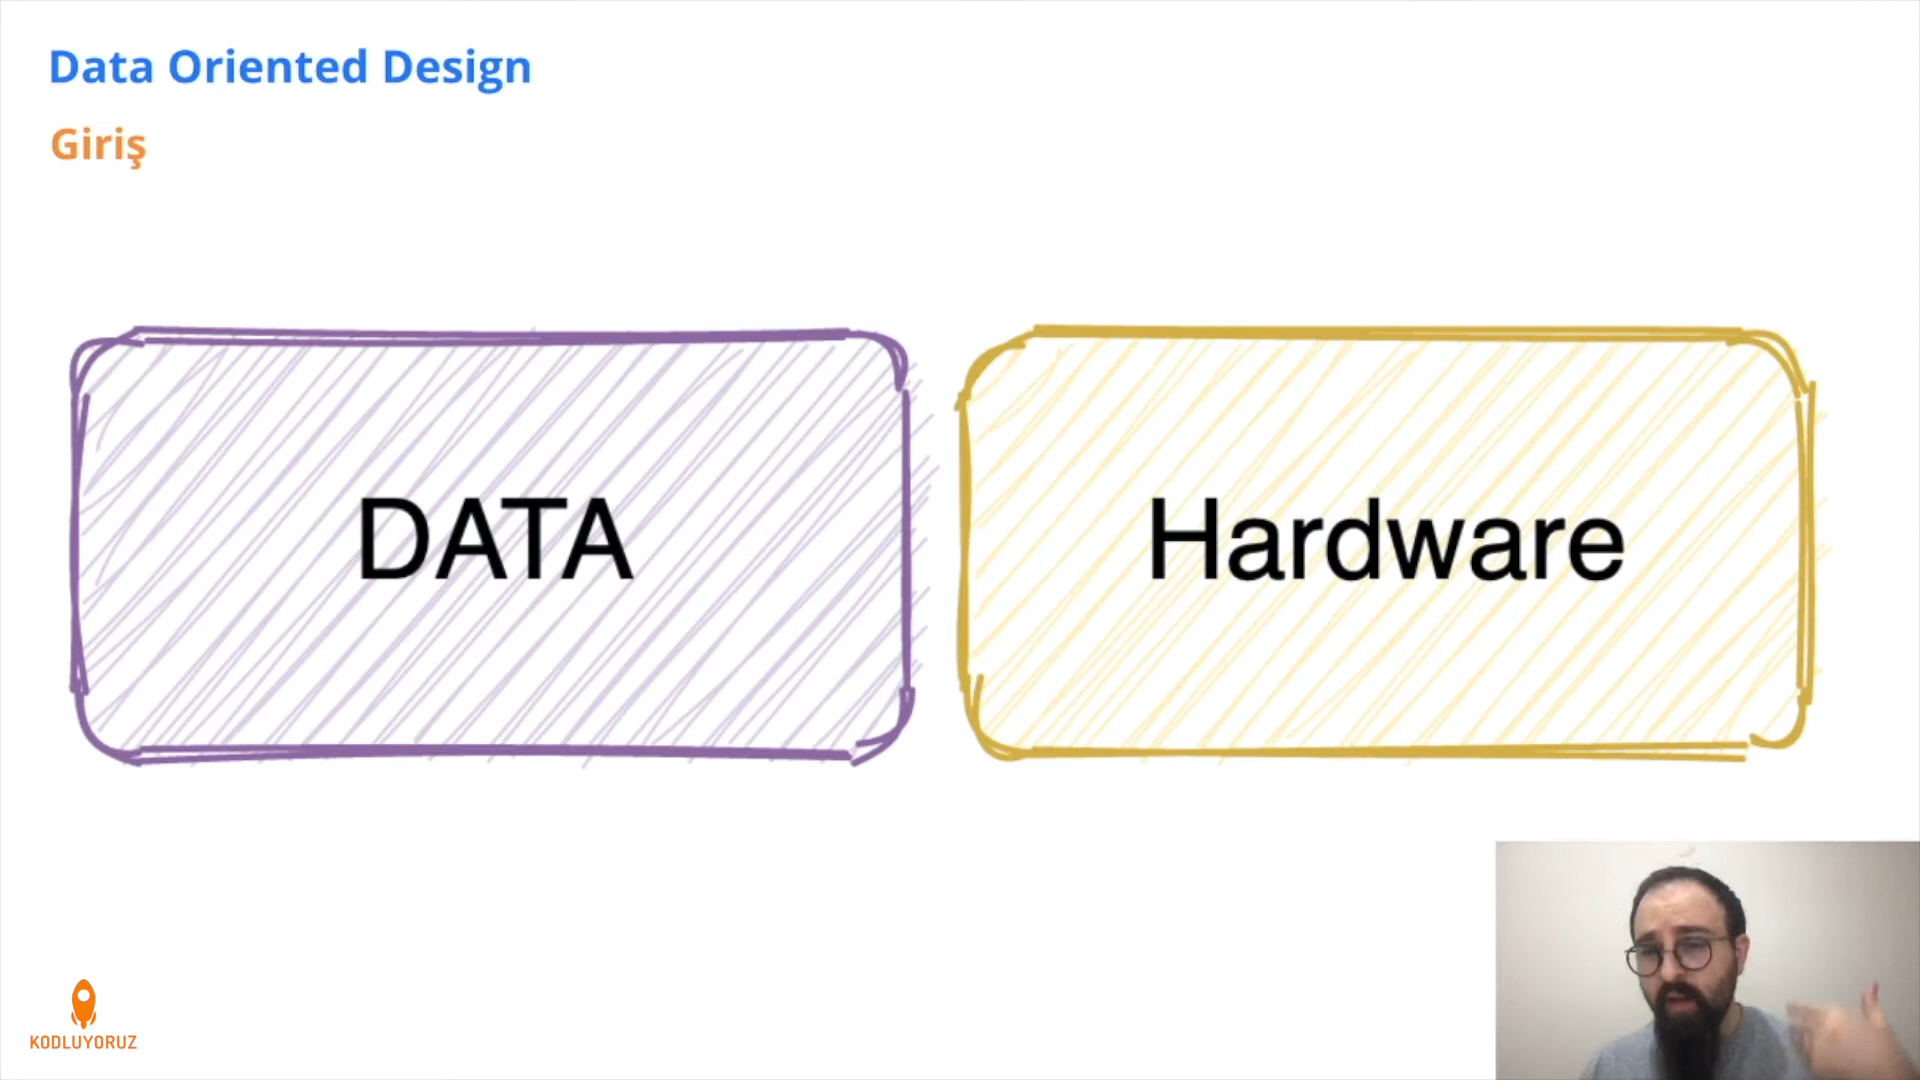 Data Oriented Design
Giriş
DATA
Hardware
KODLUYORUZ